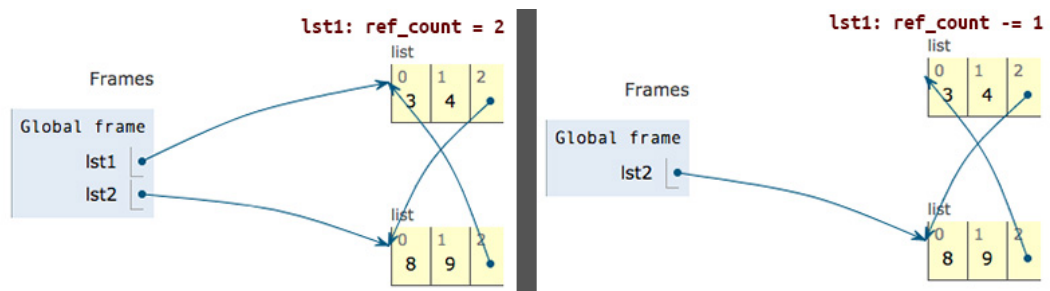 lst1: ref_count = 2
list
0 1 2
3 4
Frames
Global frame
lst1
lst2
list
0 1 2
8 9
lst1: ref_count -= 1
list
0 1 2
3 4
Frames
Global frame
lst2
list
0 1 2
8 9